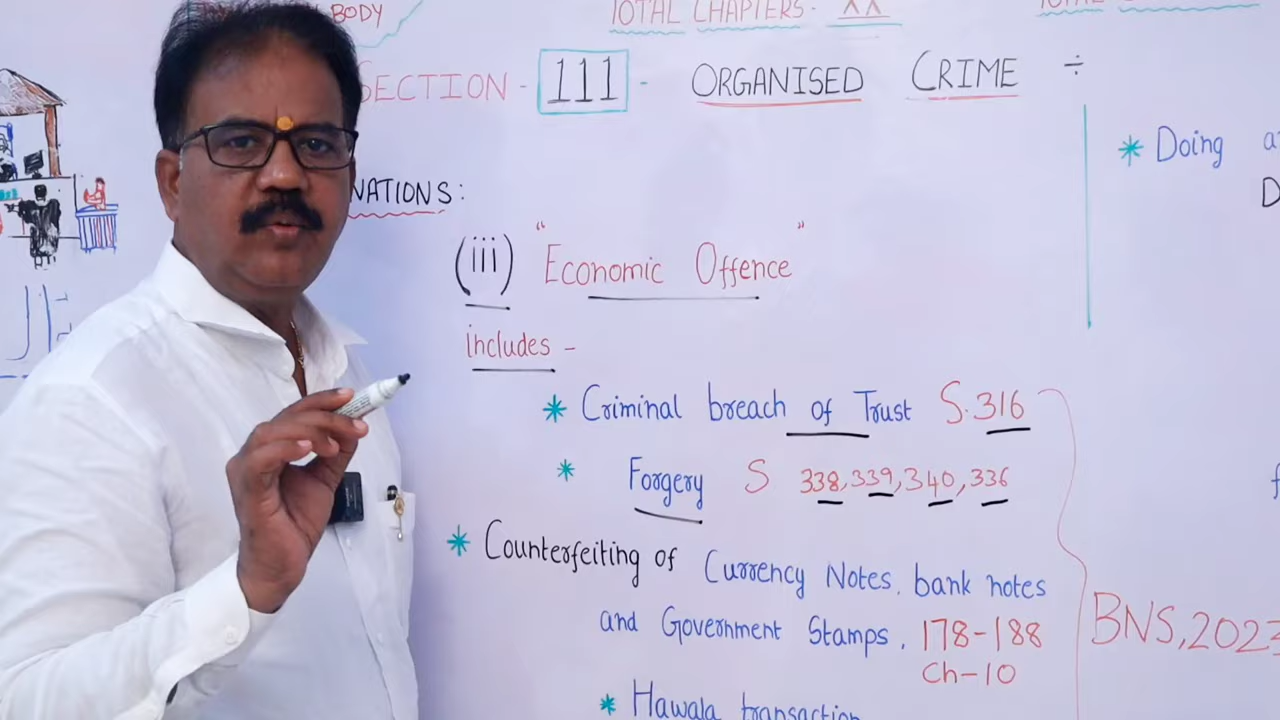 BODY
TOTAL CHAPTERS. XX
TOTAL
SECTION - 111 - ORGANISED CRIME ÷
NATIONS:
(iii) "Economic Offence"
includes -
* Criminal breach of Trust S.316
* Forgery S 338,339,340,336
* Counterfeiting of Currency Notes, bank notes
and Government Stamps. 178-188
Ch-10
* Hawala transaction
BNS,2023
* Doing a
D
f